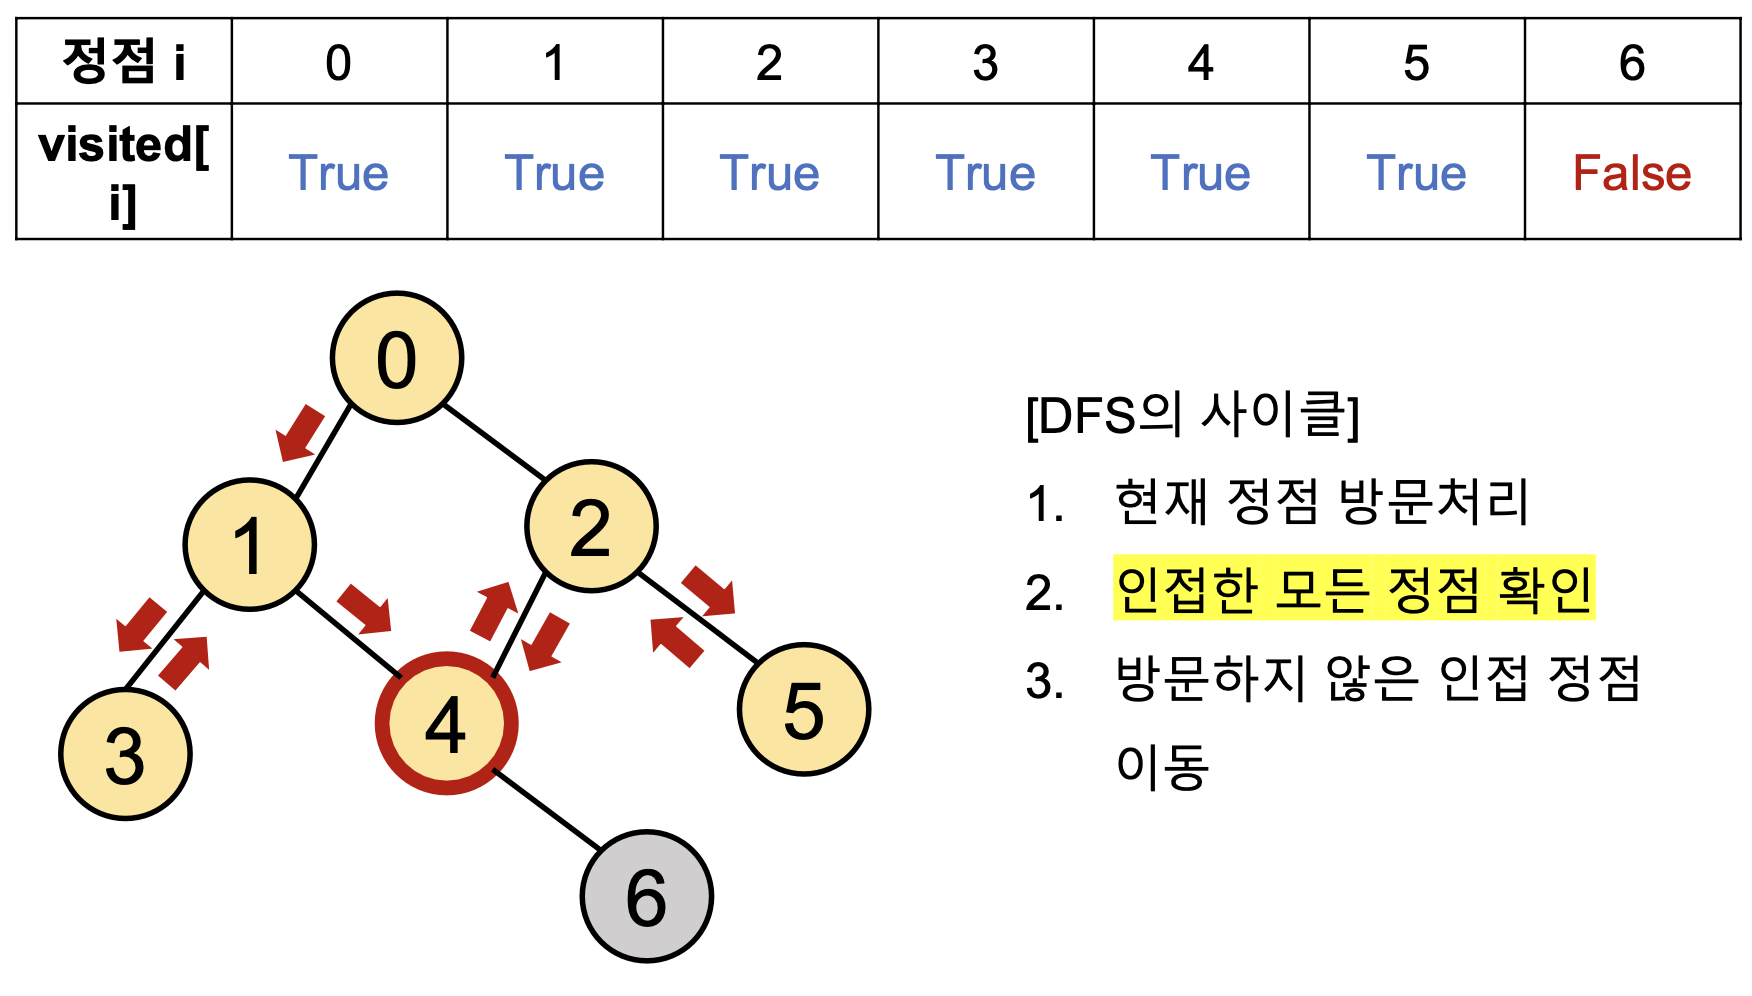 정점 i 0 1 2 3 4 5 6
visited[
i] True True True True True True False
0
1
2
3
4
5
6
[DFS의 사이클]
1. 현재 정점 방문처리
2. 인접한 모든 정점 확인
3. 방문하지 않은 인접 정점
이동